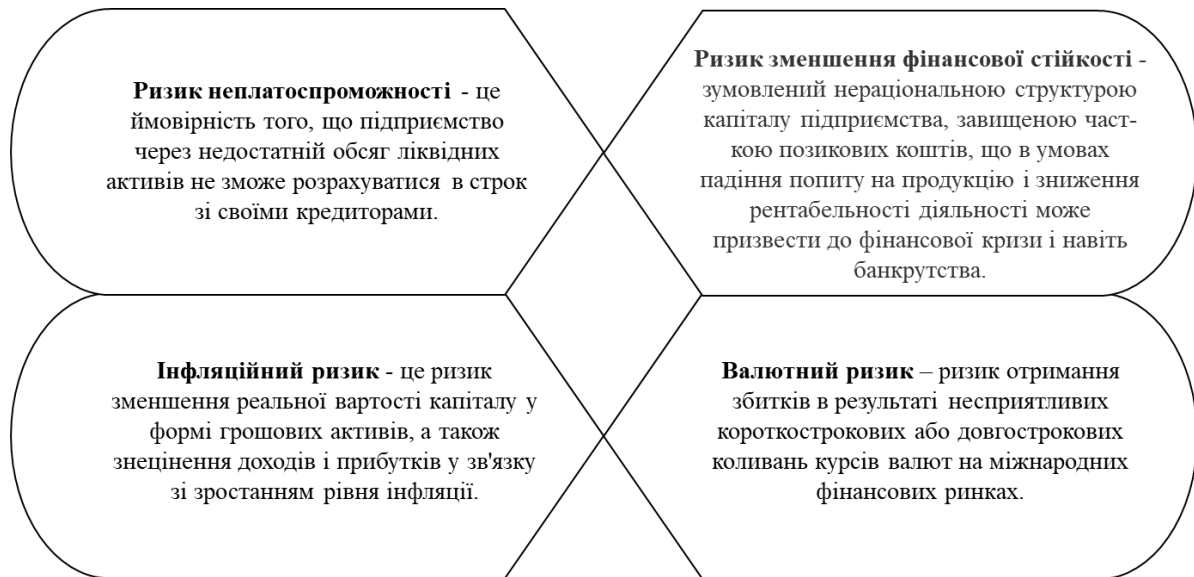 Ризик неплатоспроможності - це
ймовірність того, що підприємство
через недостатній обсяг ліквідних
активів не зможе розрахуватися в строк
зі своїми кредиторами.
Ризик зменшення фінансової стійкості -
зумовлений нераціональною структурою
капіталу підприємства, завищеною част-
кою позикових коштів, що в умовах
падіння попиту на продукцію і зниження
рентабельності діяльності може
призвести до фінансової кризи і навіть
банкрутства.
Інфляційний ризик - це ризик
зменшення реальної вартості капіталу у
формі грошових активів, а також
знецінення доходів і прибутків у зв'язку
зі зростанням рівня інфляції.
Валютний ризик – ризик отримання
збитків в результаті несприятливих
короткострокових або довгострокових
коливань курсів валют на міжнародних
фінансових ринках.